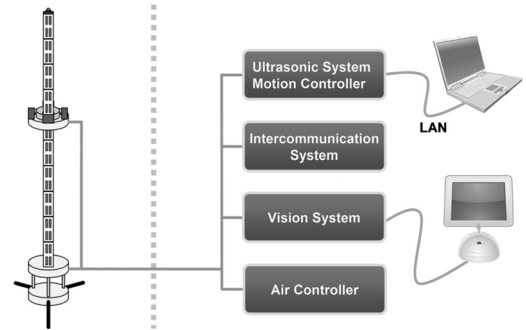 Ultrasonic System
Motion Controller
LAN
Intercommunication
System
Vision System
Air Controller